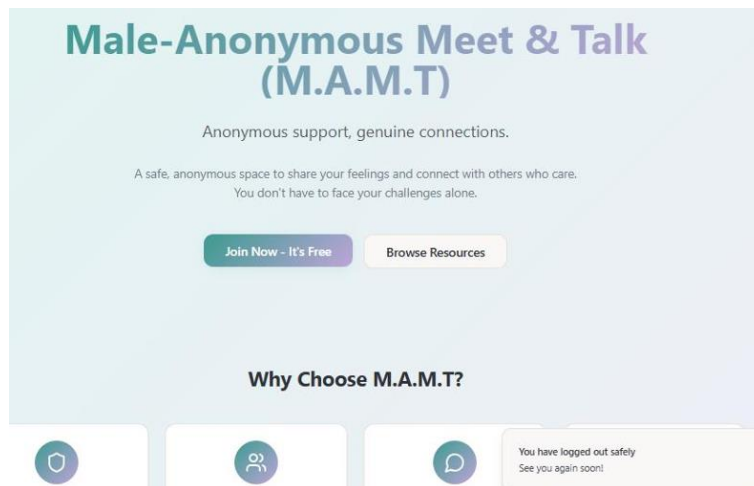 Male-Anonymous Meet & Talk
(M.A.M.T)
Anonymous support, genuine connections.
A safe, anonymous space to share your feelings and connect with others who care.
You don't have to face your challenges alone.
Join Now - It's Free
Browse Resources
Why Choose M.A.M.T?
You have logged out safely
See you again soon!